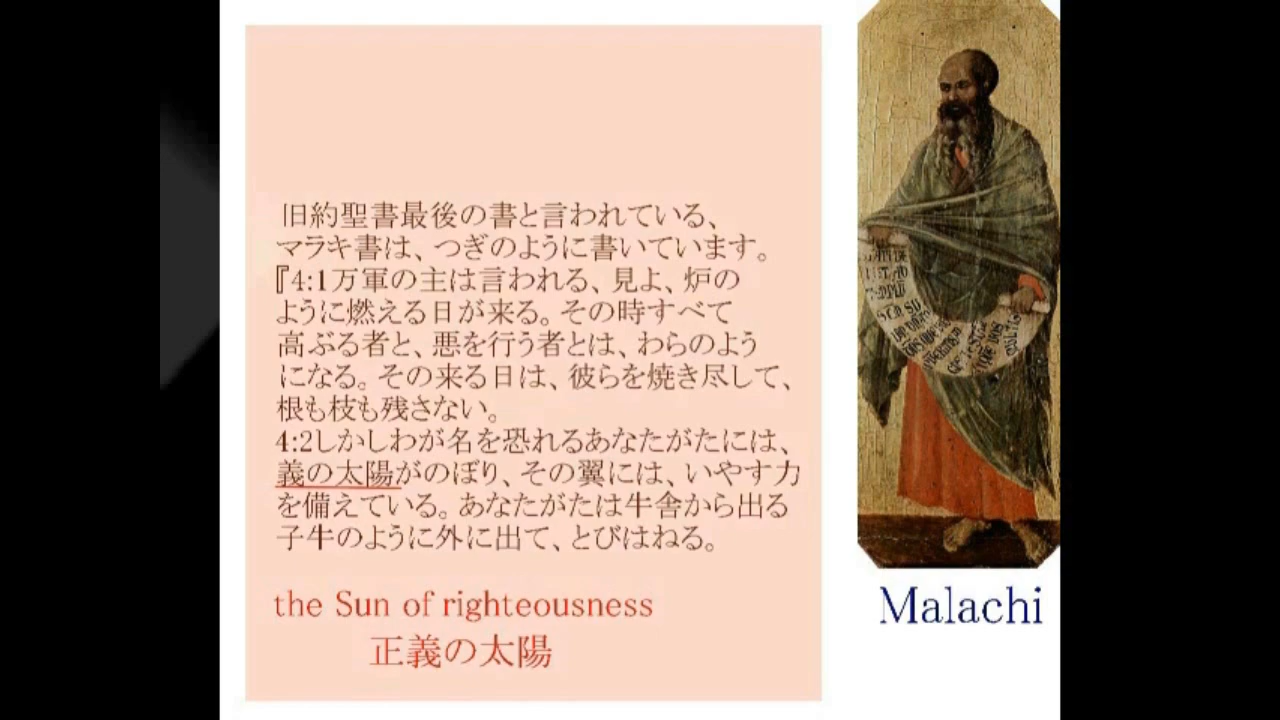 旧約聖書最後の書と言われている、
マラキ書は、つぎのように書いています。
『4:1万軍の主は言われる、見よ、炉の
ように燃える日が来る。その時すべて
高ぶる者と、悪を行う者とは、わらのよう
になる。その来る日は、彼らを焼き尽して、
根も枝も残さない。
4:2しかしわが名を恐れるあなたがたには、
義の太陽がのぼり、その翼には、いやす力
を備えている。あなたがたは牛舎から出る
子牛のように外に出て、とびはねる。
the Sun of righteousness
正義の太陽
Malachi